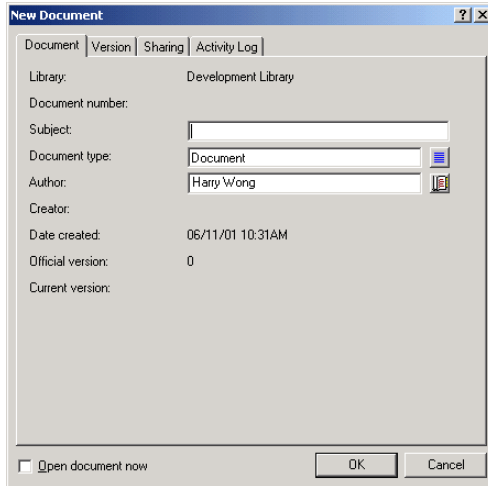 New Document
Document Version Sharing Activity Log
Library: Development Library
Document number:
Subject:
Document type: Document
Author: Harry Wong
Creator:
Date created: 06/11/01 10:31AM
Official version: 0
Current version:
Open document now OK Cancel